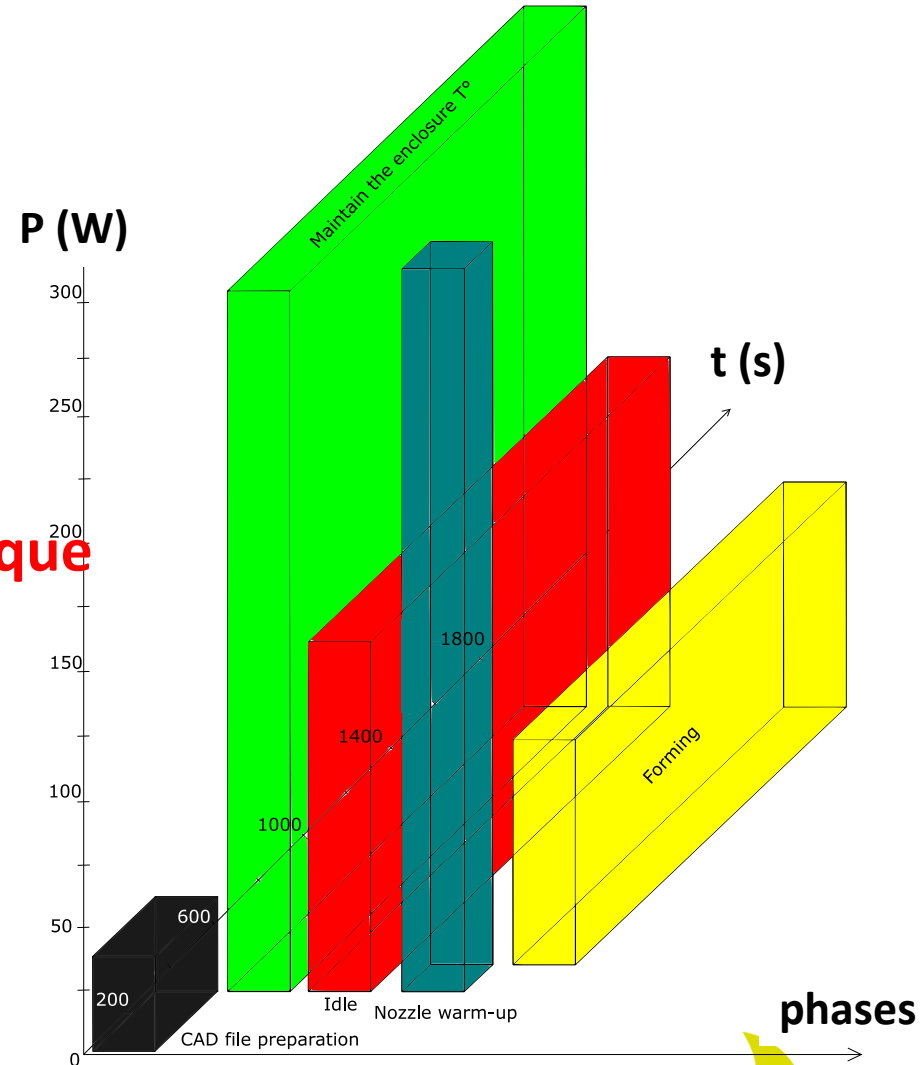 Maintain the enclosure T°
P (W)
300
t (s)
250
200
que
150
1800
1400
100
1000
50
600
200
Idle
Nozzle warm-up
Forming
phases
CAD file preparation
0